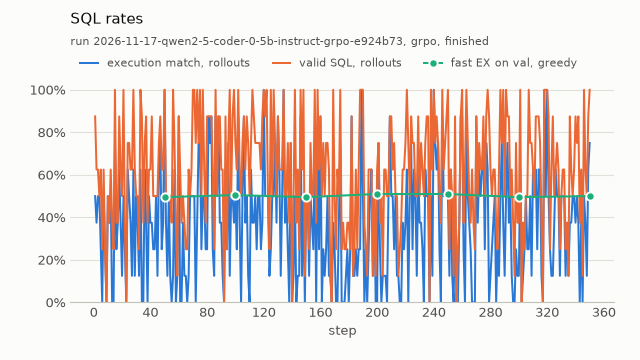 SQL rates
run 2026-11-17-qwen2-5-coder-0-5b-instruct-grpo-e924b73, grpo, finished
execution match, rollouts valid SQL, rollouts fast EX on val, greedy
100%
80%
60%
40%
20%
0%
0 40 80 120 160 200 240 280 320 360
step